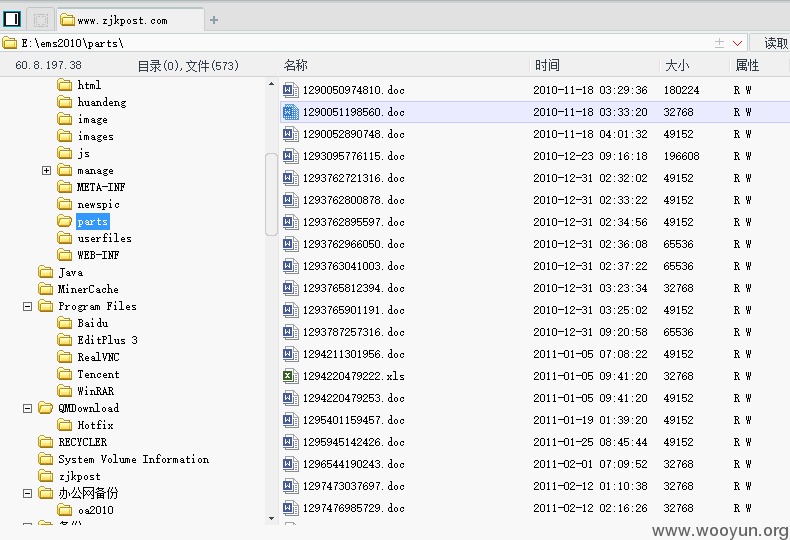 www.zjkpost.com
E:\ems2010\parts\ 读取
60.8.197.38 目录(0),文件(573) 名称 时间 大小 属性
html
huandeng
image
images
js
manage
META-INF
newspic
parts
userfiles
WEB-INF
Java
MinerCache
Program Files
Baidu
EditPlus 3
RealVNC
Tencent
WinRAR
QMDownload
Hotfix
RECYCLER
System Volume Information
zjkpost
办公网备份
oa2010
备份
1290050974810.doc 2010-11-18 03:29:36 180224 R W
1290051198560.doc 2010-11-18 03:33:20 32768 R W
1290052890748.doc 2010-11-18 04:01:32 49152 R W
1293095776115.doc 2010-12-23 09:16:18 196608 R W
1293762721316.doc 2010-12-31 02:32:02 49152 R W
1293762800878.doc 2010-12-31 02:33:22 49152 R W
1293762895597.doc 2010-12-31 02:34:56 49152 R W
1293762966050.doc 2010-12-31 02:36:08 65536 R W
1293763041003.doc 2010-12-31 02:37:22 65536 R W
1293765812394.doc 2010-12-31 03:23:34 32768 R W
1293765901191.doc 2010-12-31 03:25:02 49152 R W
1293787257316.doc 2010-12-31 09:20:58 65536 R W
1294211301956.doc 2011-01-05 07:08:22 49152 R W
1294220479222.xls 2011-01-05 09:41:20 32768 R W
1294220479253.doc 2011-01-05 09:41:20 49152 R W
1295401159457.doc 2011-01-19 01:39:20 49152 R W
1295945142426.doc 2011-01-25 08:45:44 49152 R W
1296544190243.doc 2011-02-01 07:09:52 32768 R W
1297473037697.doc 2011-02-12 01:10:38 32768 R W
1297476985729.doc 2011-02-12 02:16:26 32768 R W
www.wooyun.org